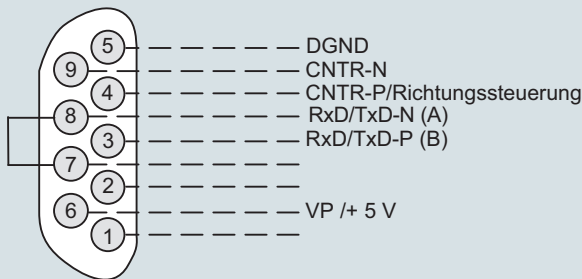 5 DGND
9 CNTR-N
4 CNTR-P/Richtungssteuerung
8 RxD/TxD-N (A)
3 RxD/TxD-P (B)
7
2
6 VP /+ 5 V
1